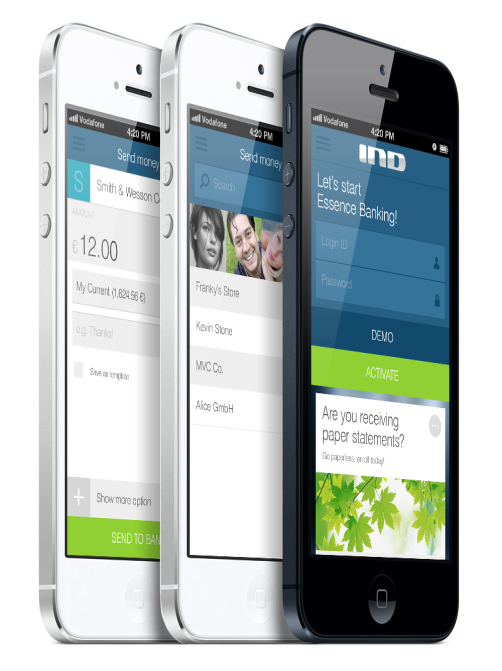 Vodafone
4:20 PM
Send money
S
Smith & Wesson C
AMOUNT
€ 12.00
My Current (1,624.56 €)
e.g. Thanks!
Save as template
+
Show more option
SEND TO BAN
Vodafone
4:20 PM
Send money
Search
Franky's Store
Kevin Stone
MVC Co.
Alice GmbH
Vodafone
4:20 PM
IND
Let's start
Essence Banking!
Login ID
Password
DEMO
ACTIVATE
Are you receiving
paper statements?
Go paperless, enroll today!